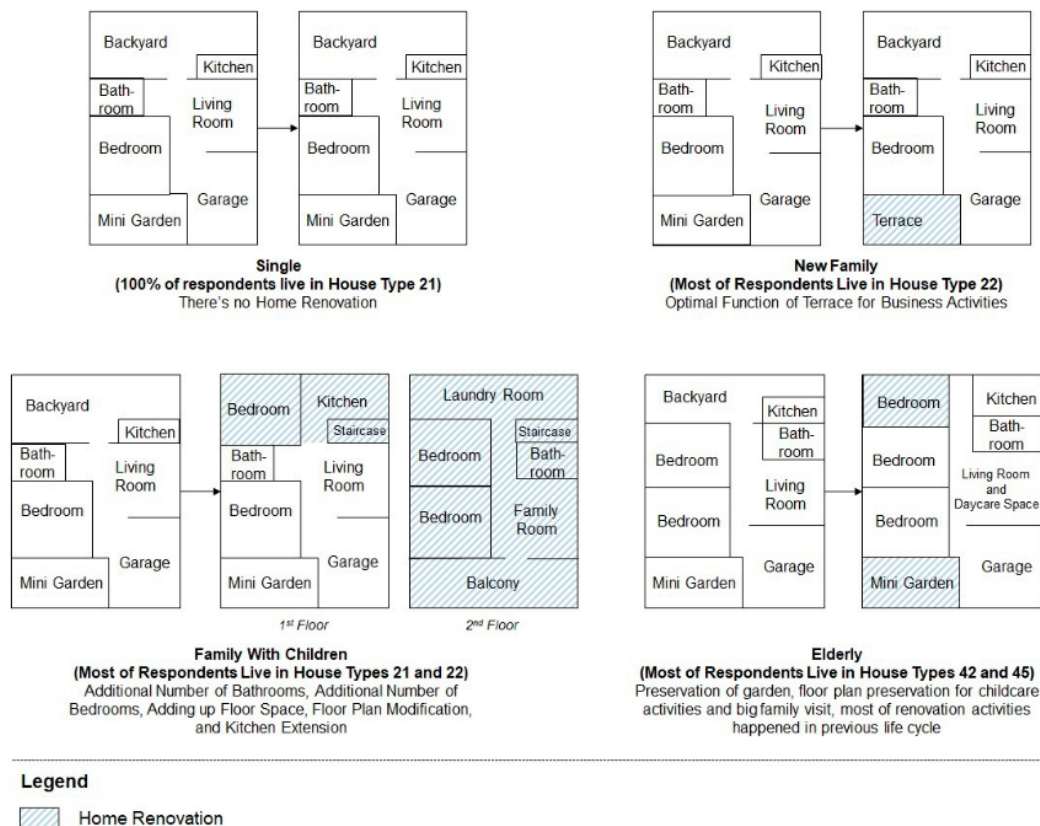 Backyard
Kitchen
Bath-
room
Living
Room
Bedroom
Garage
Mini Garden
Backyard
Kitchen
Bath-
room
Living
Room
Bedroom
Garage
Mini Garden
Single
(100% of respondents live in House Type 21)
There's no Home Renovation
Backyard
Kitchen
Bath-
room
Living
Room
Bedroom
Garage
Mini Garden
Backyard
Kitchen
Bath-
room
Living
Room
Bedroom
Garage
Terrace
New Family
(Most of Respondents Live in House Type 22)
Optimal Function of Terrace for Business Activities
Backyard
Kitchen
Bath-
room
Living
Room
Bedroom
Garage
Mini Garden
Bedroom
Kitchen
Staircase
Bath-
room
Living
Room
Bedroom
Garage
Mini Garden
1st Floor
Laundry Room
Staircase
Bedroom
Bath-
room
Bedroom
Family
Room
Balcony
2nd Floor
Family With Children
(Most of Respondents Live in House Types 21 and 22)
Additional Number of Bathrooms, Additional Number of
Bedrooms, Adding up Floor Space, Floor Plan Modification,
and Kitchen Extension
Backyard
Kitchen
Bath-
room
Bedroom
Living
Room
Bedroom
Garage
Mini Garden
Bedroom
Kitchen
Bath-
room
Bedroom
Living Room
and
Daycare Space
Bedroom
Garage
Mini Garden
Elderly
(Most of Respondents Live in House Types 42 and 45)
Preservation of garden, floor plan preservation for childcare
activities and big family visit, most of renovation activities
happened in previous life cycle
Legend
Home Renovation